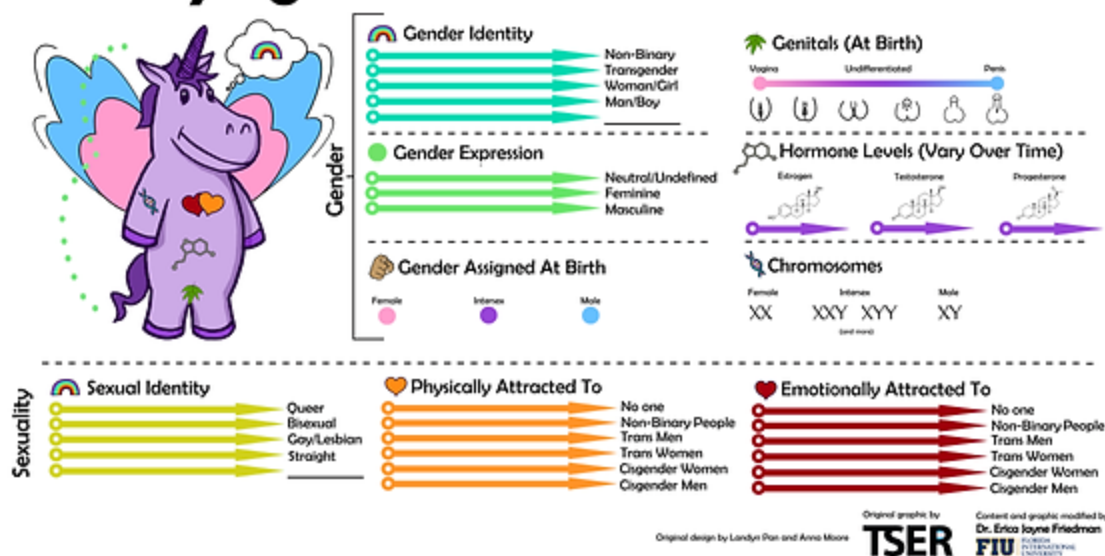 Gender
Gender Identity
Non-Binary
Transgender
Woman/Girl
Man/Boy
Gender Expression
Neutral/Undefined
Feminine
Masculine
Gender Assigned At Birth
Female
Intersex
Male
Genitals (At Birth)
Vagina
Undifferentiated
Penis
Hormone Levels (Vary Over Time)
Estrogen
Testosterone
Progesterone
Chromosomes
Female
Intersex
Male
XX
XXY XYY
XY
(and more)
Sexuality
Sexual Identity
Queer
Bisexual
Gay/Lesbian
Straight
Physically Attracted To
No one
Non-Binary People
Trans Men
Trans Women
Cisgender Women
Cisgender Men
Emotionally Attracted To
No one
Non-Binary People
Trans Men
Trans Women
Cisgender Women
Cisgender Men
Original design by Landyn Pan and Anna Moore
Original graphic by
TSER
Content and graphic modified by
Dr. Erica Jayne Friedman
FIU
FLORIDA
INTERNATIONAL
UNIVERSITY